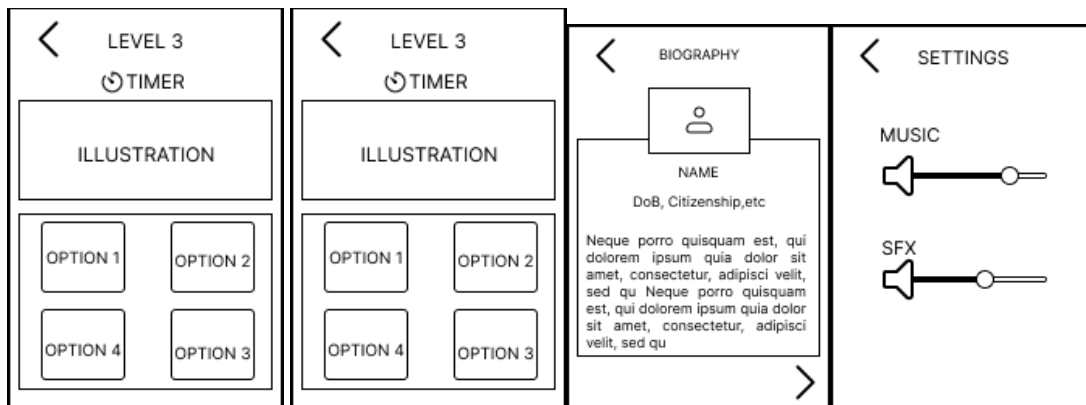 LEVEL 3
TIMER
ILLUSTRATION
OPTION 1
OPTION 2
OPTION 4
OPTION 3
LEVEL 3
TIMER
ILLUSTRATION
OPTION 1
OPTION 2
OPTION 4
OPTION 3
BIOGRAPHY
NAME
DoB, Citizenship,etc
Neque porro quisquam est, qui
dolorem ipsum quia dolor sit
amet, consectetur, adipisci velit,
sed qu Neque porro quisquam
est, qui dolorem ipsum quia dolor
sit amet, consectetur, adipisci
velit, sed qu
SETTINGS
MUSIC
SFX